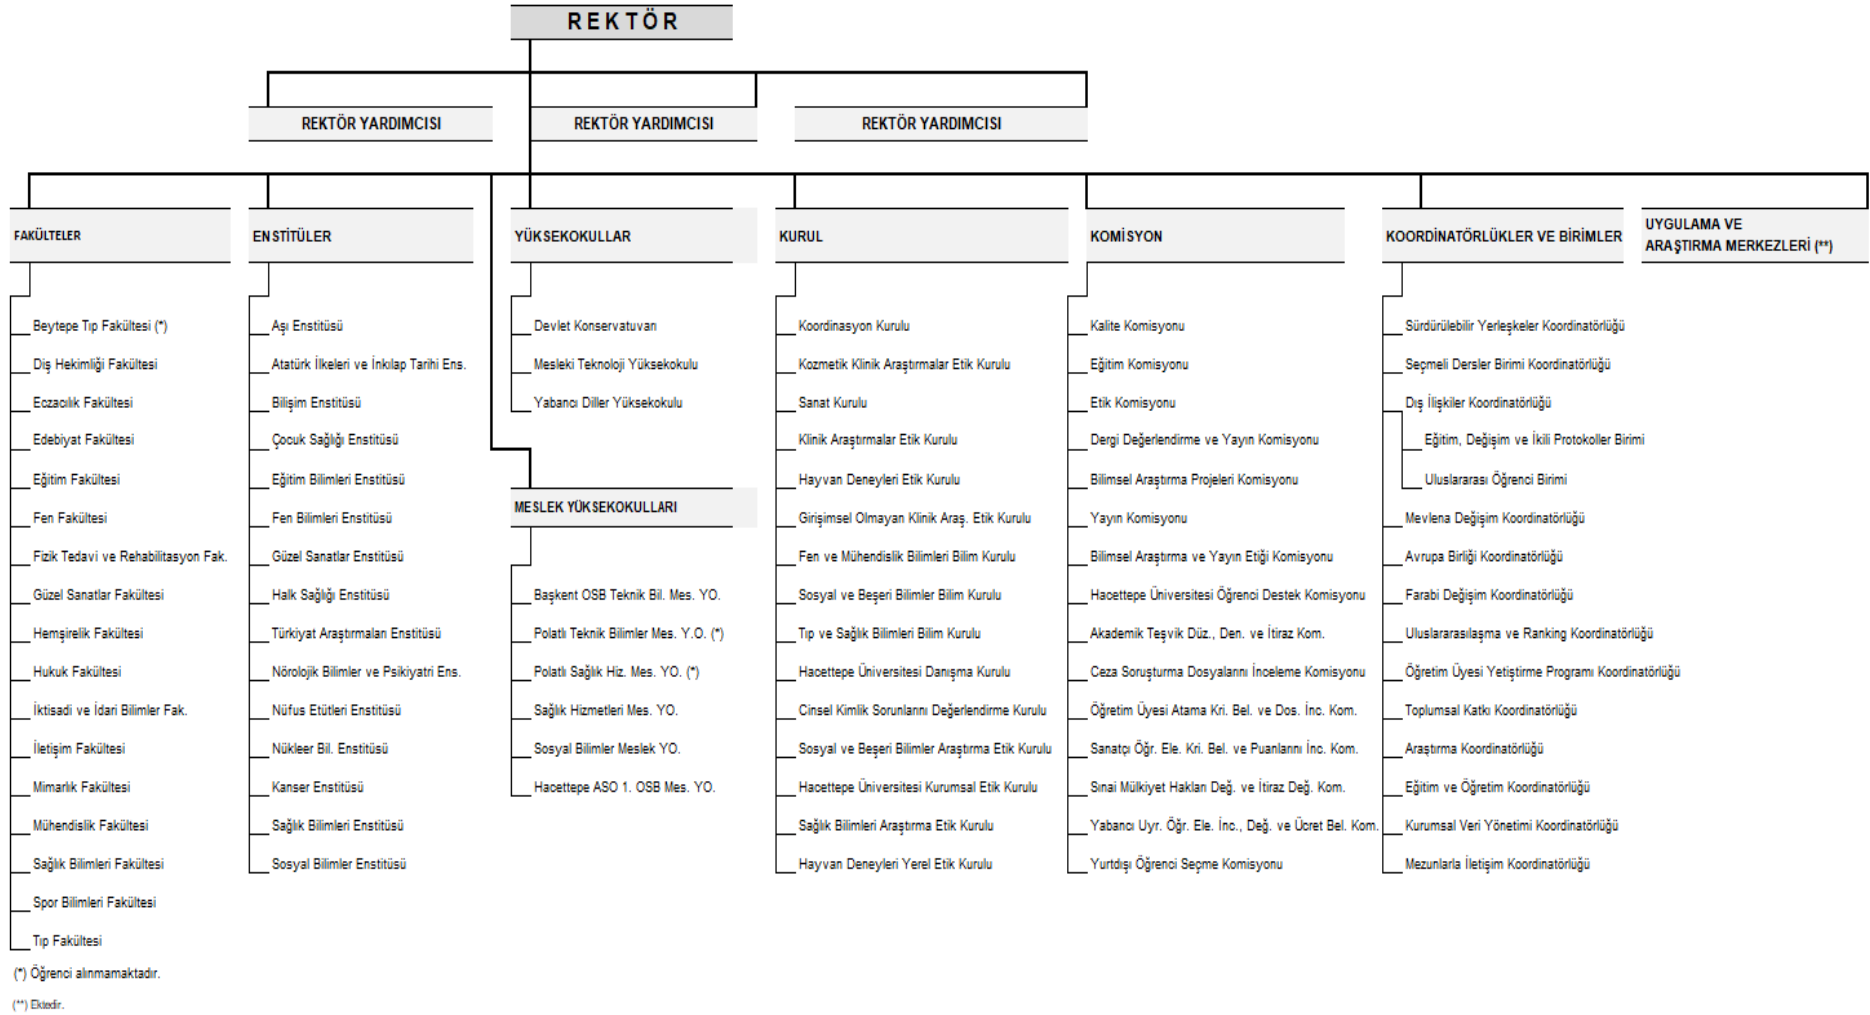 REKTÖR
REKTÖR YARDIMCISI
REKTÖR YARDIMCISI
REKTÖR YARDIMCISI
FAKÜLTELER
Beytepe Tıp Fakültesi (*)
Diş Hekimliği Fakültesi
Eczacılık Fakültesi
Edebiyat Fakültesi
Eğitim Fakültesi
Fen Fakültesi
Fizik Tedavi ve Rehabilitasyon Fak.
Güzel Sanatlar Fakültesi
Hemşirelik Fakültesi
Hukuk Fakültesi
İktisadi ve İdari Bilimler Fak.
İletişim Fakültesi
Mimarlık Fakültesi
Mühendislik Fakültesi
Sağlık Bilimleri Fakültesi
Spor Bilimleri Fakültesi
Tıp Fakültesi
ENSTİTÜLER
Aşı Enstitüsü
Atatürk İlkeleri ve İnkılap Tarihi Ens.
Bilişim Enstitüsü
Çocuk Sağlığı Enstitüsü
Eğitim Bilimleri Enstitüsü
Fen Bilimleri Enstitüsü
Güzel Sanatlar Enstitüsü
Halk Sağlığı Enstitüsü
Türkiyat Araştırmaları Enstitüsü
Nörolojik Bilimler ve Psikiyatri Ens.
Nüfus Etütleri Enstitüsü
Nükleer Bil. Enstitüsü
Kanser Enstitüsü
Sağlık Bilimleri Enstitüsü
Sosyal Bilimler Enstitüsü
YÜKSEKOKULLAR
Devlet Konservatuvarı
Mesleki Teknoloji Yüksekokulu
Yabancı Diller Yüksekokulu
MESLEK YÜKSEKOKULLARI
Başkent OSB Teknik Bil. Mes. YO.
Polatlı Teknik Bilimler Mes. Y.O. (*)
Polatlı Sağlık Hiz. Mes. YO. (*)
Sağlık Hizmetleri Mes. YO.
Sosyal Bilimler Meslek YO.
Hacettepe ASO 1. OSB Mes. YO.
KURUL
Koordinasyon Kurulu
Kozmetik Klinik Araştırmalar Etik Kurulu
Sanat Kurulu
Klinik Araştırmalar Etik Kurulu
Hayvan Deneyleri Etik Kurulu
Girişimsel Olmayan Klinik Araş. Etik Kurulu
Fen ve Mühendislik Bilimleri Bilim Kurulu
Sosyal ve Beşeri Bilimler Bilim Kurulu
Tıp ve Sağlık Bilimleri Bilim Kurulu
Hacettepe Üniversitesi Danışma Kurulu
Cinsel Kimlik Sorunlarını Değerlendirme Kurulu
Sosyal ve Beşeri Bilimler Araştırma Etik Kurulu
Hacettepe Üniversitesi Kurumsal Etik Kurulu
Sağlık Bilimleri Araştırma Etik Kurulu
Hayvan Deneyleri Yerel Etik Kurulu
KOMİSYON
Kalite Komisyonu
Eğitim Komisyonu
Etik Komisyonu
Dergi Değerlendirme ve Yayın Komisyonu
Bilimsel Araştırma Projeleri Komisyonu
Yayın Komisyonu
Bilimsel Araştırma ve Yayın Etiği Komisyonu
Hacettepe Üniversitesi Öğrenci Destek Komisyonu
Akademik Teşvik Düz., Den. ve İtiraz Kom.
Ceza Soruşturma Dosyalarını İnceleme Komisyonu
Öğretim Üyesi Atama Kri. Bel. ve Dos. İnc. Kom.
Sanatçı Öğr. Ele. Kri. Bel. ve Puanlarını İnc. Kom.
Sınai Mülkiyet Hakları Değ. ve İtiraz Değ. Kom.
Yabancı Uyr. Öğr. Ele. İnc., Değ. ve Ücret Bel. Kom.
Yurtdışı Öğrenci Seçme Komisyonu
KOORDİNATÖRLÜKLER VE BİRİMLER
Sürdürülebilir Yerleşkeler Koordinatörlüğü
Seçmeli Dersler Birimi Koordinatörlüğü
Dış İlişkiler Koordinatörlüğü
Eğitim, Değişim ve İkili Protokoller Birimi
Uluslararası Öğrenci Birimi
Mevlena Değişim Koordinatörlüğü
Avrupa Birliği Koordinatörlüğü
Farabi Değişim Koordinatörlüğü
Uluslararasılaşma ve Ranking Koordinatörlüğü
Öğretim Üyesi Yetiştirme Programı Koordinatörlüğü
Toplumsal Katkı Koordinatörlüğü
Araştırma Koordinatörlüğü
Eğitim ve Öğretim Koordinatörlüğü
Kurumsal Veri Yönetimi Koordinatörlüğü
Mezunlarla İletişim Koordinatörlüğü
UYGULAMA VE
ARAŞTIRMA MERKEZLERİ (**)
(*) Öğrenci alınmamaktadır.
(**) Ektedir.